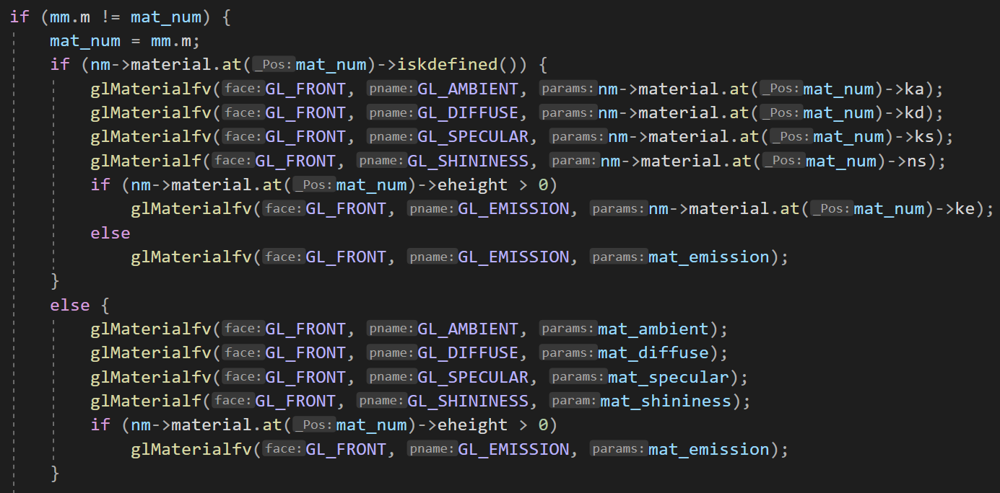 if (mm.m != mat_num) {
mat_num = mm.m;
if (nm->material.at(_Pos:mat_num)->iskdefined()) {
glMaterialfv(face:GL_FRONT, pname:GL_AMBIENT, params:nm->material.at(_Pos:mat_num)->ka);
glMaterialfv(face:GL_FRONT, pname:GL_DIFFUSE, params:nm->material.at(_Pos:mat_num)->kd);
glMaterialfv(face:GL_FRONT, pname:GL_SPECULAR, params:nm->material.at(_Pos:mat_num)->ks);
glMaterialf(face:GL_FRONT, pname:GL_SHININESS, param:nm->material.at(_Pos:mat_num)->ns);
if (nm->material.at(_Pos:mat_num)->eheight > 0)
glMaterialfv(face:GL_FRONT, pname:GL_EMISSION, params:nm->material.at(_Pos:mat_num)->ke);
else
glMaterialfv(face:GL_FRONT, pname:GL_EMISSION, params:mat_emission);
}
else {
glMaterialfv(face:GL_FRONT, pname:GL_AMBIENT, params:mat_ambient);
glMaterialfv(face:GL_FRONT, pname:GL_DIFFUSE, params:mat_diffuse);
glMaterialfv(face:GL_FRONT, pname:GL_SPECULAR, params:mat_specular);
glMaterialf(face:GL_FRONT, pname:GL_SHININESS, param:mat_shininess);
if (nm->material.at(_Pos:mat_num)->eheight > 0)
glMaterialfv(face:GL_FRONT, pname:GL_EMISSION, params:mat_emission);
}